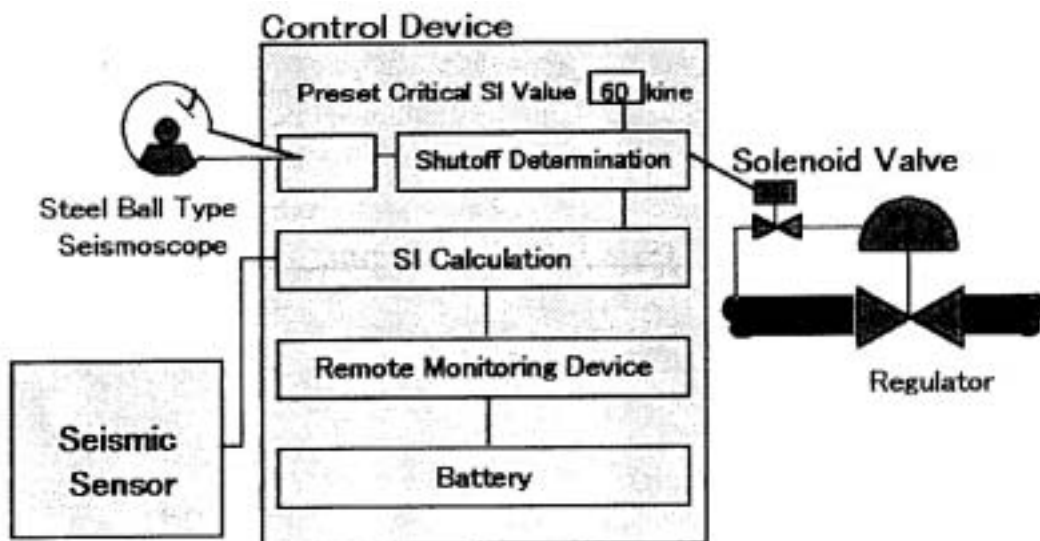 Control Device
Preset Critical SI Value 60 kine
Shutoff Determination
Solenoid Valve
Steel Ball Type
Seismoscope
SI Calculation
Remote Monitoring Device
Regulator
Seismic
Sensor
Battery